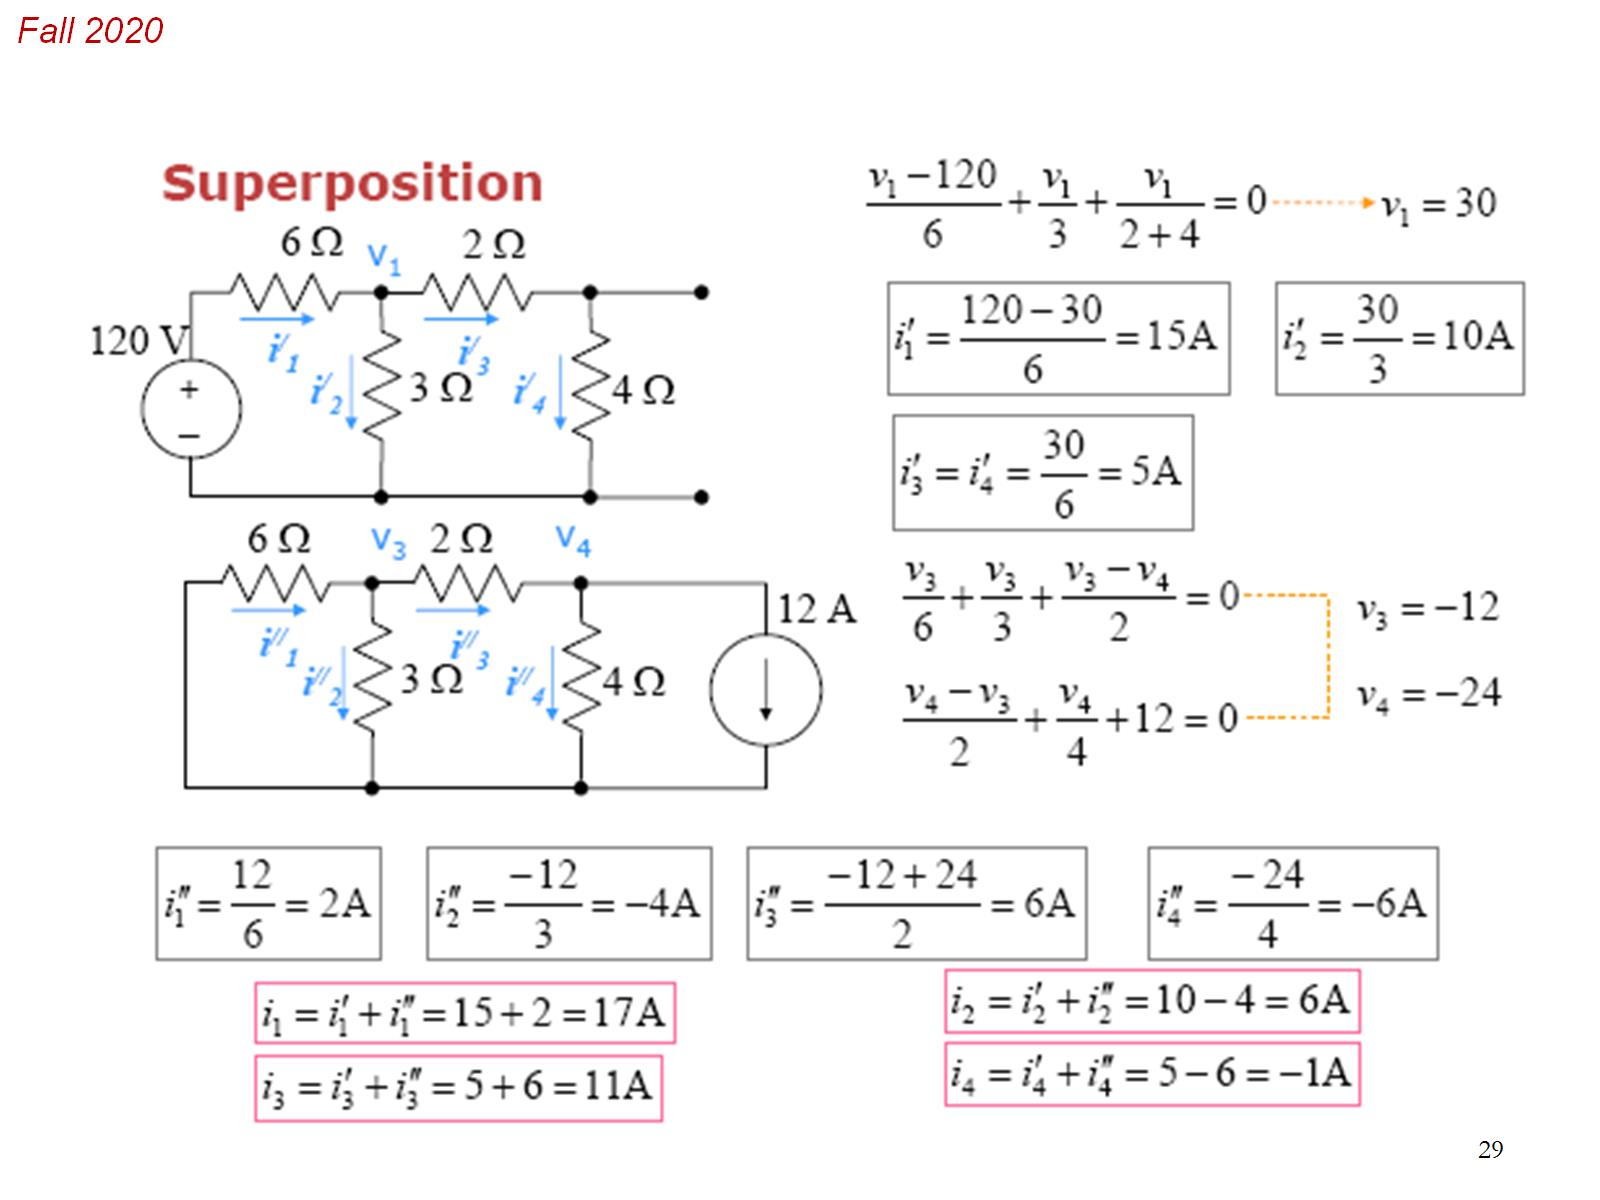 Fall 2020
Superposition
6 Ω v₁ 2 Ω
120 V
+
−
i′₁ i′₂ 3 Ω i′₃ i′₄ 4 Ω
(v₁ − 120)/6 + v₁/3 + v₁/(2 + 4) = 0 v₁ = 30
i′₁ = (120 − 30)/6 = 15A i′₂ = 30/3 = 10A
i′₃ = i′₄ = 30/6 = 5A
6 Ω v₃ 2 Ω v₄
12 A
i″₁ i″₂ 3 Ω i″₃ i″₄ 4 Ω
v₃/6 + v₃/3 + (v₃ − v₄)/2 = 0 v₃ = −12
(v₄ − v₃)/2 + v₄/4 + 12 = 0 v₄ = −24
i″₁ = 12/6 = 2A i″₂ = −12/3 = −4A i″₃ = (−12 + 24)/2 = 6A i″₄ = −24/4 = −6A
i₁ = i′₁ + i″₁ = 15 + 2 = 17A i₂ = i′₂ + i″₂ = 10 − 4 = 6A
i₃ = i′₃ + i″₃ = 5 + 6 = 11A i₄ = i′₄ + i″₄ = 5 − 6 = −1A
29